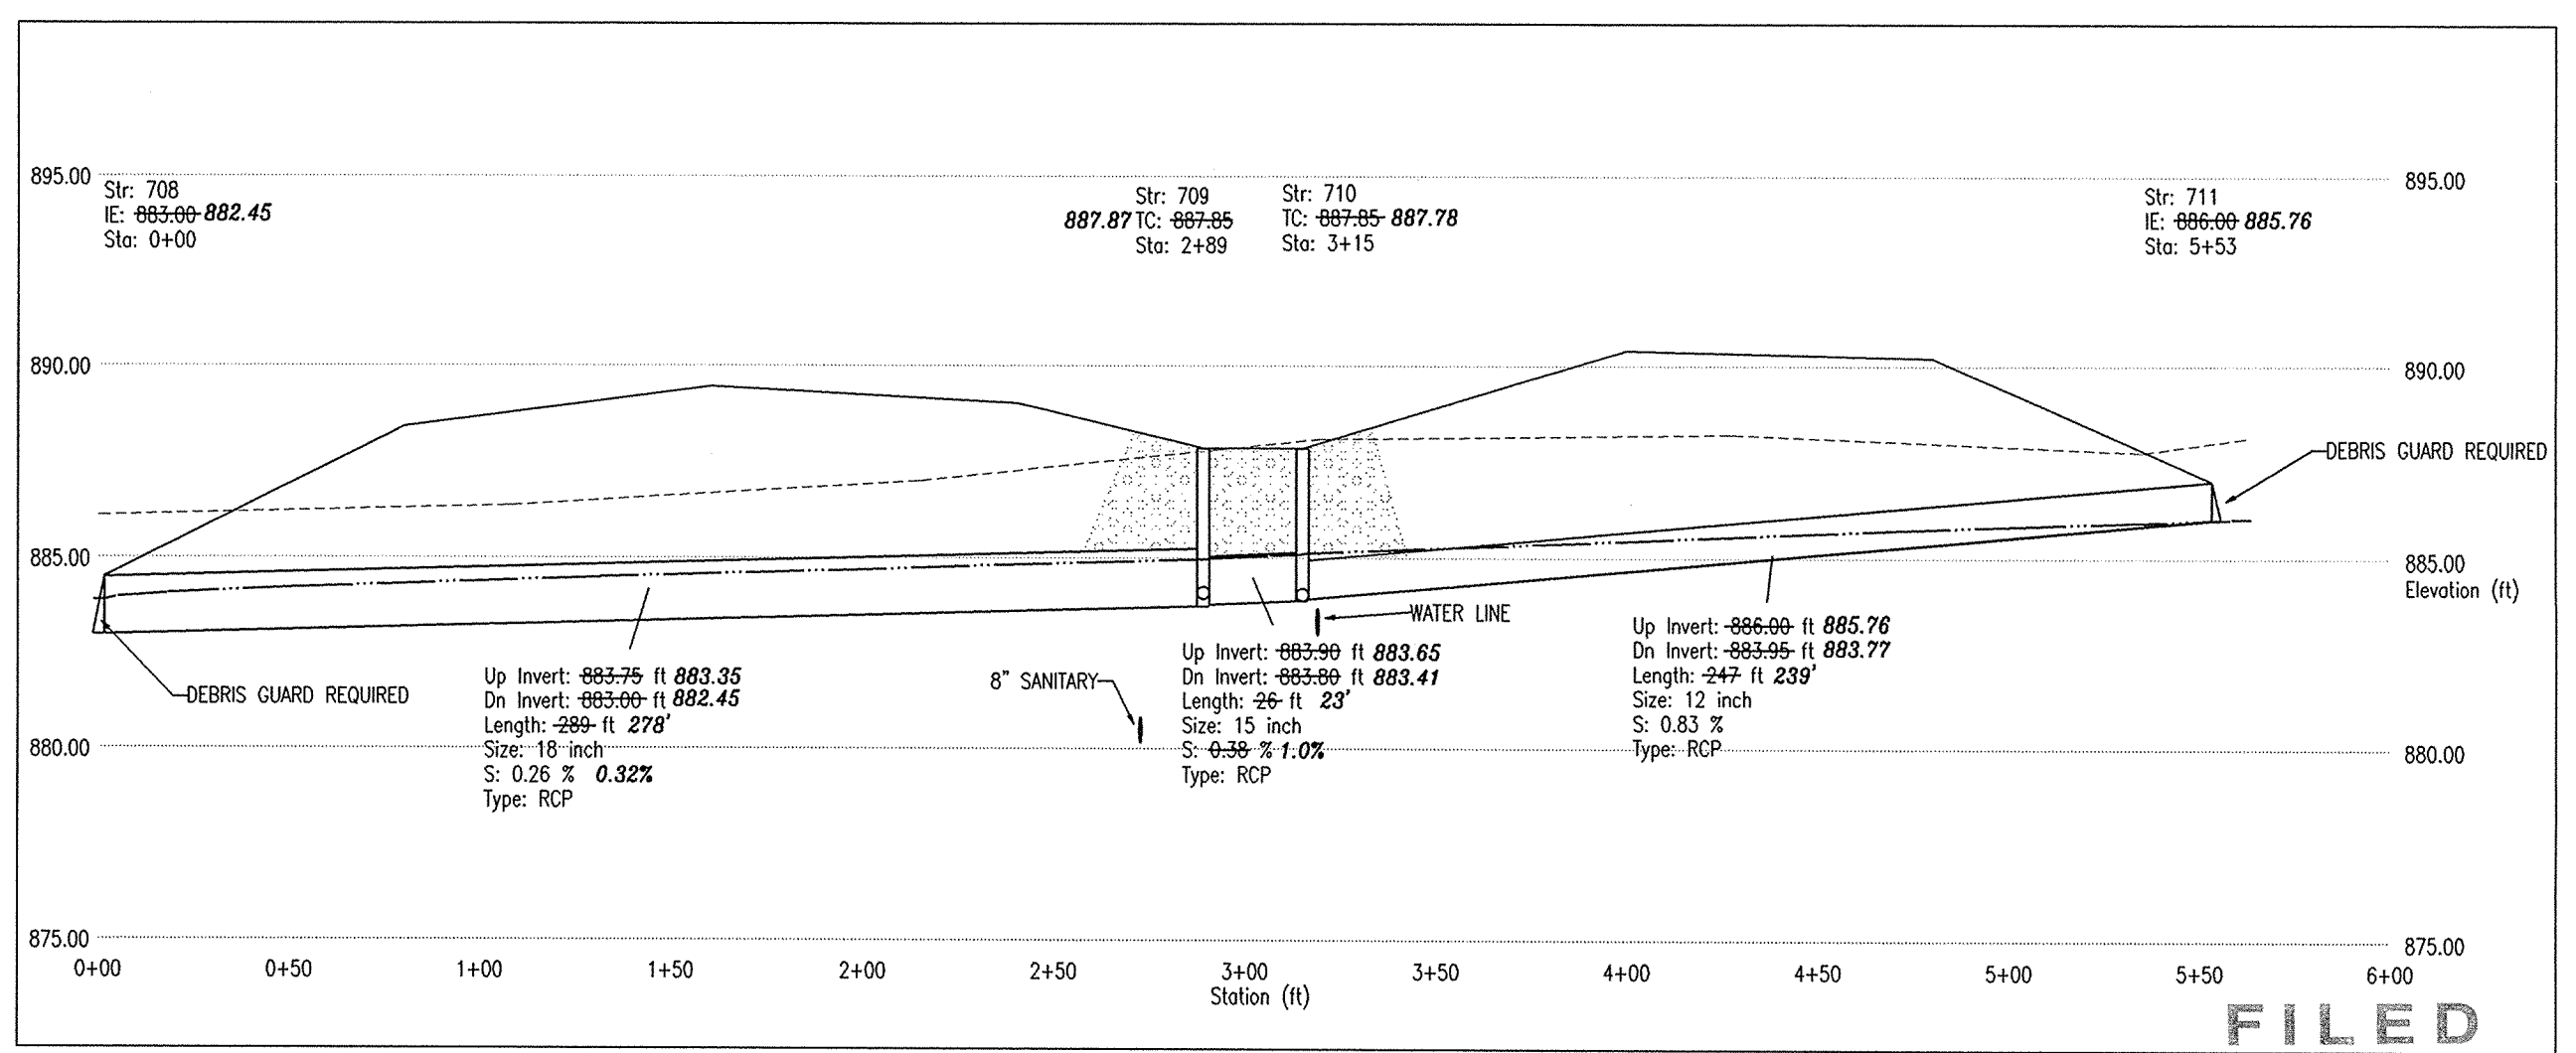 895.00
895.00
Str: 708
IE: 883.00 882.45
Sta: 0+00
Str: 709
887.87 TC: 887.85
Sta: 2+89
Str: 710
TC: 887.85 887.78
Sta: 3+15
Str: 711
IE: 886.00 885.76
Sta: 5+53
890.00
890.00
DEBRIS GUARD REQUIRED
885.00
885.00
Elevation (ft)
WATER LINE
DEBRIS GUARD REQUIRED
Up Invert: 883.75 ft 883.35
Dn Invert: 883.00 ft 882.45
Length: 289 ft 278'
Size: 18 inch
S: 0.26 % 0.32%
Type: RCP
8" SANITARY
Up Invert: 883.90 ft 883.65
Dn Invert: 883.80 ft 883.41
Length: 26 ft 23'
Size: 15 inch
S: 0.38 % 1.0%
Type: RCP
Up Invert: 886.00 ft 885.76
Dn Invert: 883.95 ft 883.77
Length: 247 ft 239'
Size: 12 inch
S: 0.83 %
Type: RCP
880.00
880.00
875.00
875.00
0+00 0+50 1+00 1+50 2+00 2+50 3+00 3+50 4+00 4+50 5+00 5+50 6+00
Station (ft)
FILED